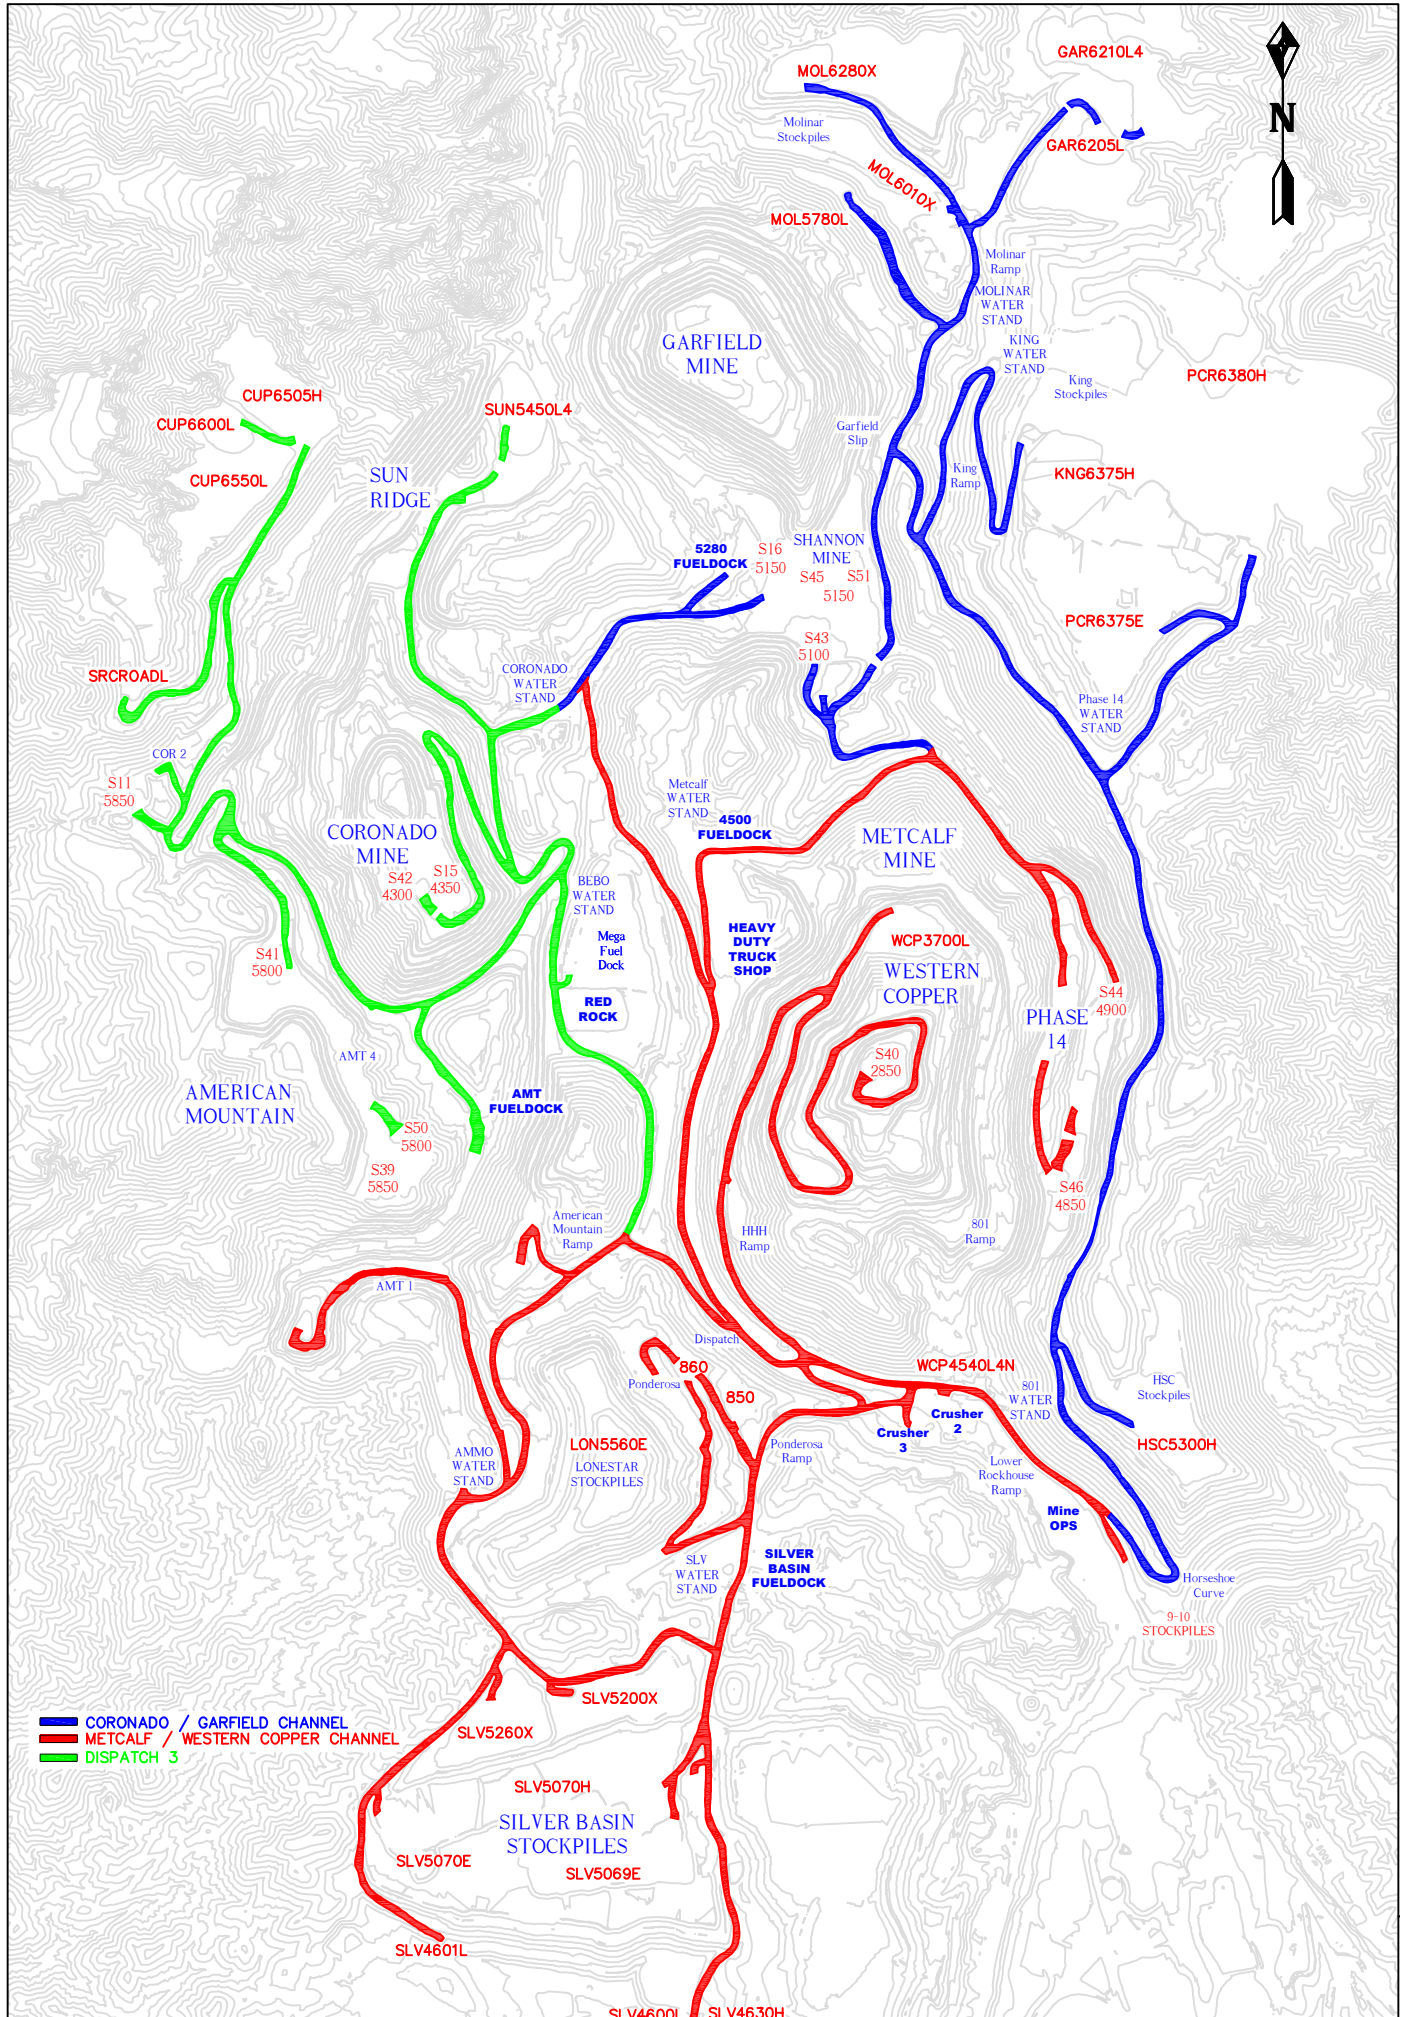 GAR6210L4
MOL6280X
N
Molinar
Stockpiles
GAR6205L
MOL6010X
MOL5780L
Molinar
Ramp
MOLINAR
WATER
STAND
GARFIELD
MINE
KING
WATER
STAND
King
Stockpiles
PCR6380H
CUP6505H
CUP6600L
SUN5450L4
Garfield
Slip
SUN
RIDGE
CUP6550L
King
Ramp
KNG6375H
5280
FUELDOCK
S16
5150
SHANNON
MINE
S45
S51
5150
PCR6375E
S43
5100
SRCROADL
CORONADO
WATER
STAND
Phase 14
WATER
STAND
COR 2
S11
5850
Metcalf
WATER
STAND
4500
FUELDOCK
CORONADO
MINE
METCALF
MINE
S42
4300
S15
4350
BEBO
WATER
STAND
Mega
Fuel
Dock
HEAVY
DUTY
TRUCK
SHOP
WCP3700L
WESTERN
COPPER
S41
5800
RED
ROCK
S44
4900
PHASE
14
AMT 4
S40
2850
AMERICAN
MOUNTAIN
AMT
FUELDOCK
S50
5800
S39
5850
S46
4850
American
Mountain
Ramp
HHH
Ramp
801
Ramp
AMT 1
Dispatch
860
Ponderosa
850
WCP4540L4N
801
WATER
STAND
HSC
Stockpiles
Crusher
2
Crusher
3
HSC5300H
LON5560E
LONESTAR
STOCKPILES
AMMO
WATER
STAND
Ponderosa
Ramp
Lower
Rockhouse
Ramp
Mine
OPS
SLV
WATER
STAND
SILVER
BASIN
FUELDOCK
Horseshoe
Curve
9-10
STOCKPILES
SLV5200X
CORONADO / GARFIELD CHANNEL
METCALF / WESTERN COPPER CHANNEL
DISPATCH 3
SLV5260X
SLV5070H
SILVER BASIN
STOCKPILES
SLV5070E
SLV5069E
SLV4601L
SLV4600L
SLV4630H